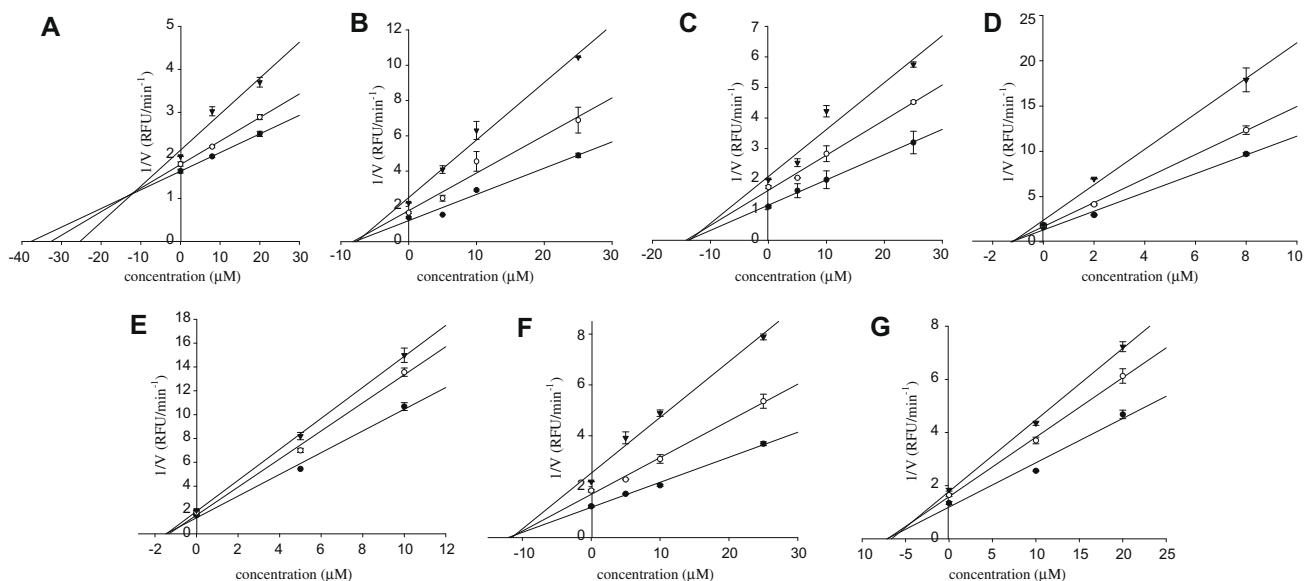 A
1/V (RFU/min⁻¹)
5
4
3
2
1
0
-40 -30 -20 -10 0 10 20 30
concentration (µM)
B
1/V (RFU/min⁻¹)
12
10
8
6
4
2
0
-10 0 10 20 30
concentration (µM)
C
1/V (RFU/min⁻¹)
7
6
5
4
3
2
1
0
20 -10 0 10 20 30
concentration (µM)
D
1/V (RFU/min⁻¹)
25
20
15
10
5
0
-2 0 2 4 6 8 10
concentration (µM)
E
1/V (RFU/min⁻¹)
18
16
14
12
10
8
6
4
2
0
-2 0 2 4 6 8 10 12
concentration (µM)
F
1/V (RFU/min⁻¹)
8
6
4
2
0
-10 0 10 20 30
concentration (µM)
G
1/V (RFU/min⁻¹)
8
6
4
2
0
-10 -5 0 5 10 15 20 25
concentration (µM)